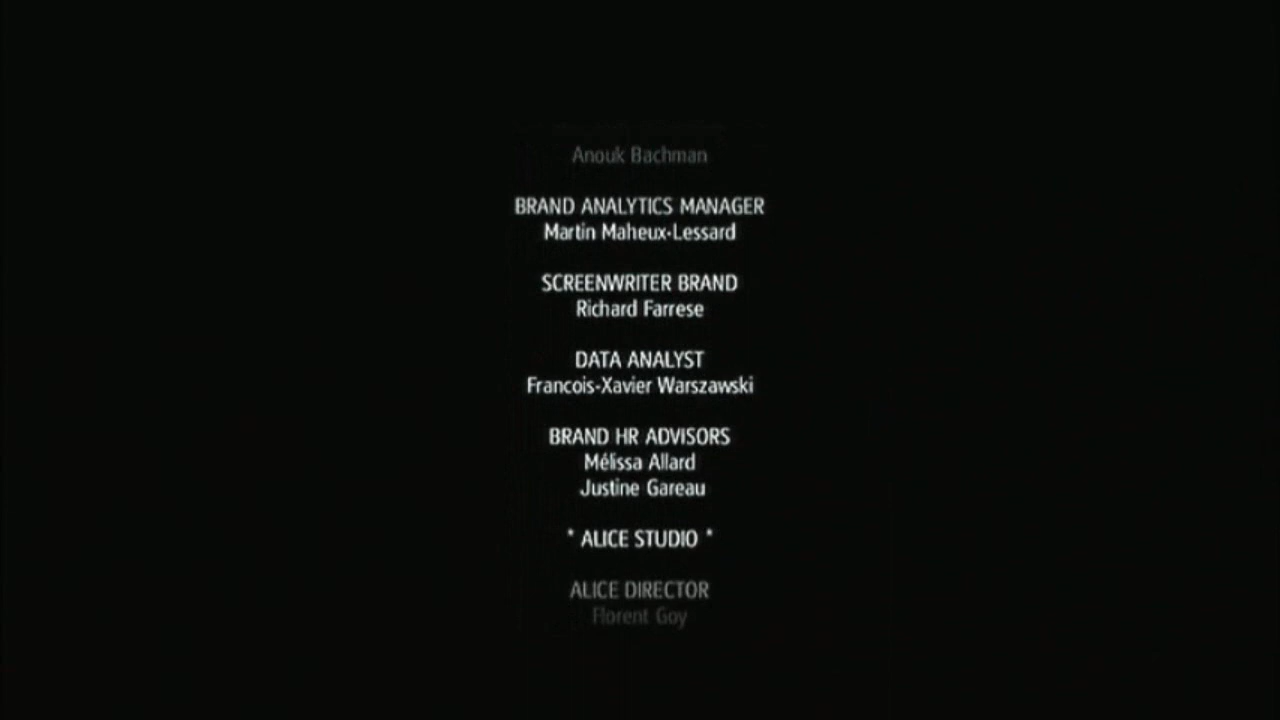 Anouk Bachman
BRAND ANALYTICS MANAGER
Martin Maheux-Lessard
SCREENWRITER BRAND
Richard Farrese
DATA ANALYST
Francois-Xavier Warszawski
BRAND HR ADVISORS
Mélissa Allard
Justine Gareau
* ALICE STUDIO *
ALICE DIRECTOR
Florent Goy